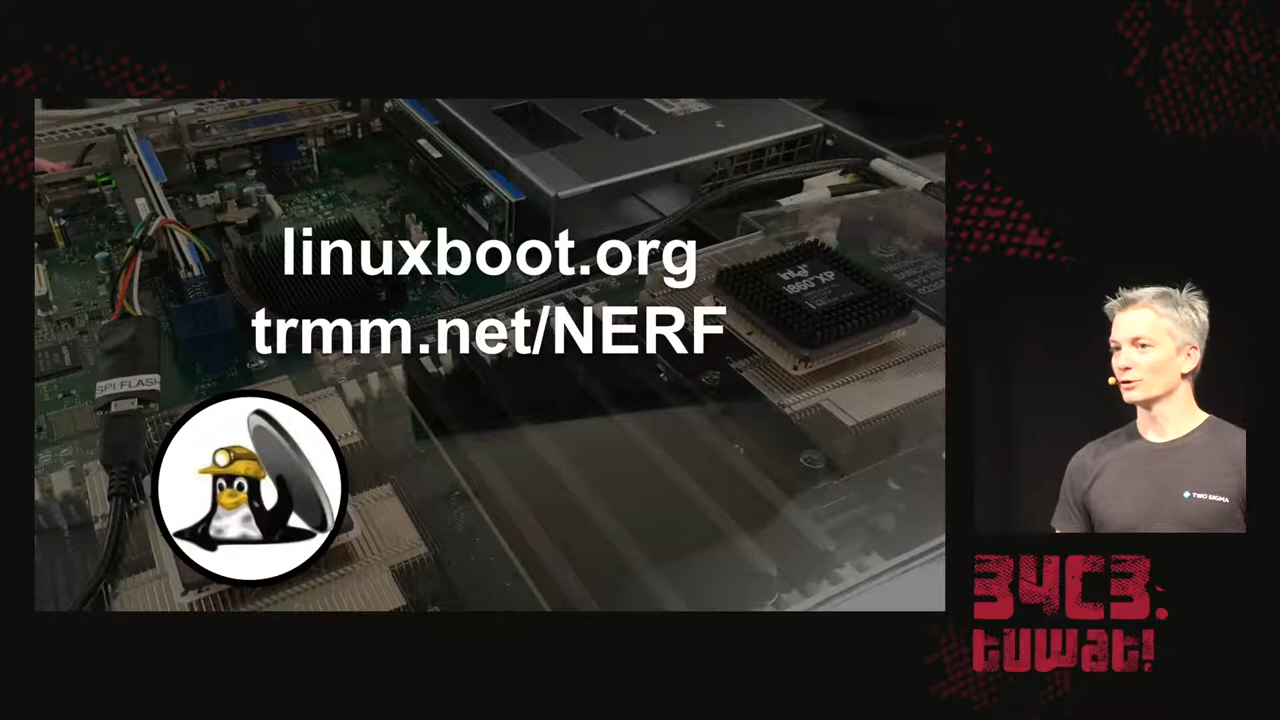 linuxboot.org
trmm.net/NERF
SPI FLASH
intel
i860 XP
TWO SIGMA
34C3.
tuwat!